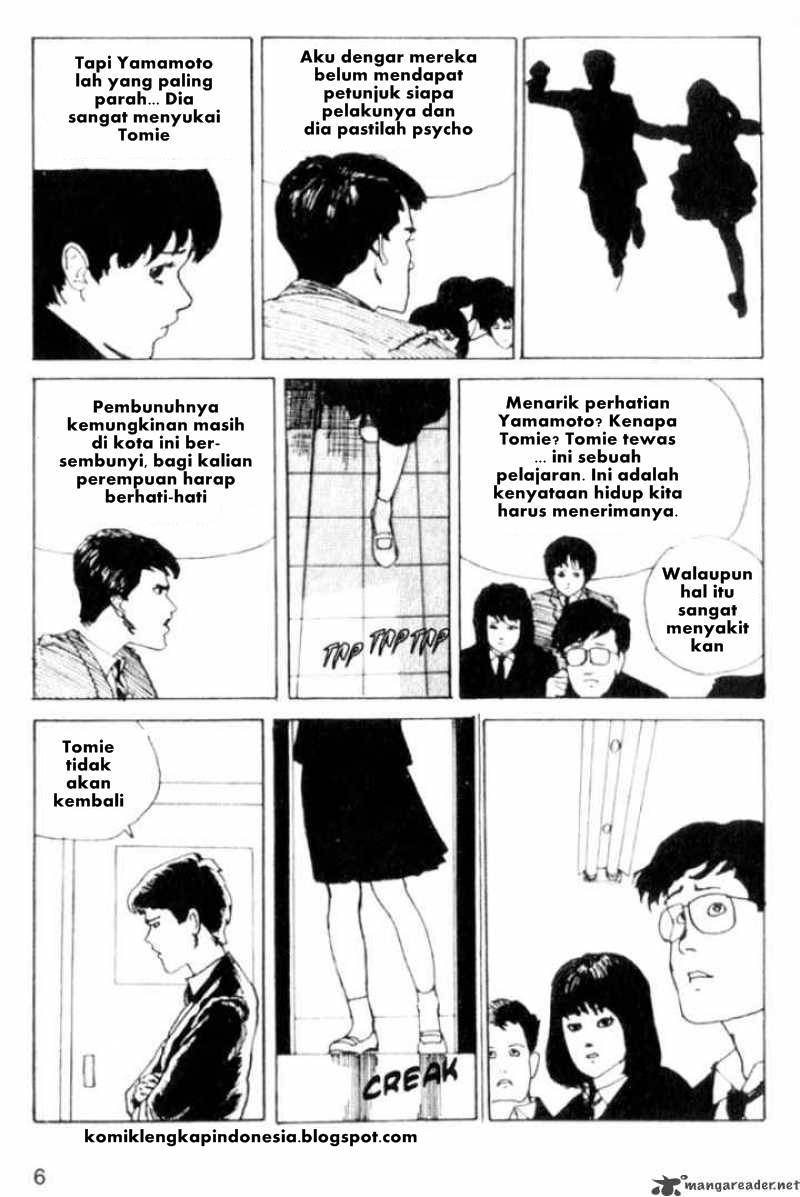 Tapi Yamamoto
lah yang paling
parah... Dia
sangat menyukai
Tomie
Aku dengar mereka
belum mendapat
petunjuk siapa
pelakunya dan
dia pastilah psycho
Pembunuhnya
kemungkinan masih
di kota ini ber-
sembunyi, bagi kalian
perempuan harap
berhati-hati
TAP TAP TAP
Menarik perhatian
Yamamoto? Kenapa
Tomie? Tomie tewas
... ini sebuah
pelajaran. Ini adalah
kenyataan hidup kita
harus menerimanya.
Walaupun
hal itu
sangat
menyakit
kan
Tomie
tidak
akan
kembali
CREAK
komiklengkapindonesia.blogspot.com
6
mangareader.net